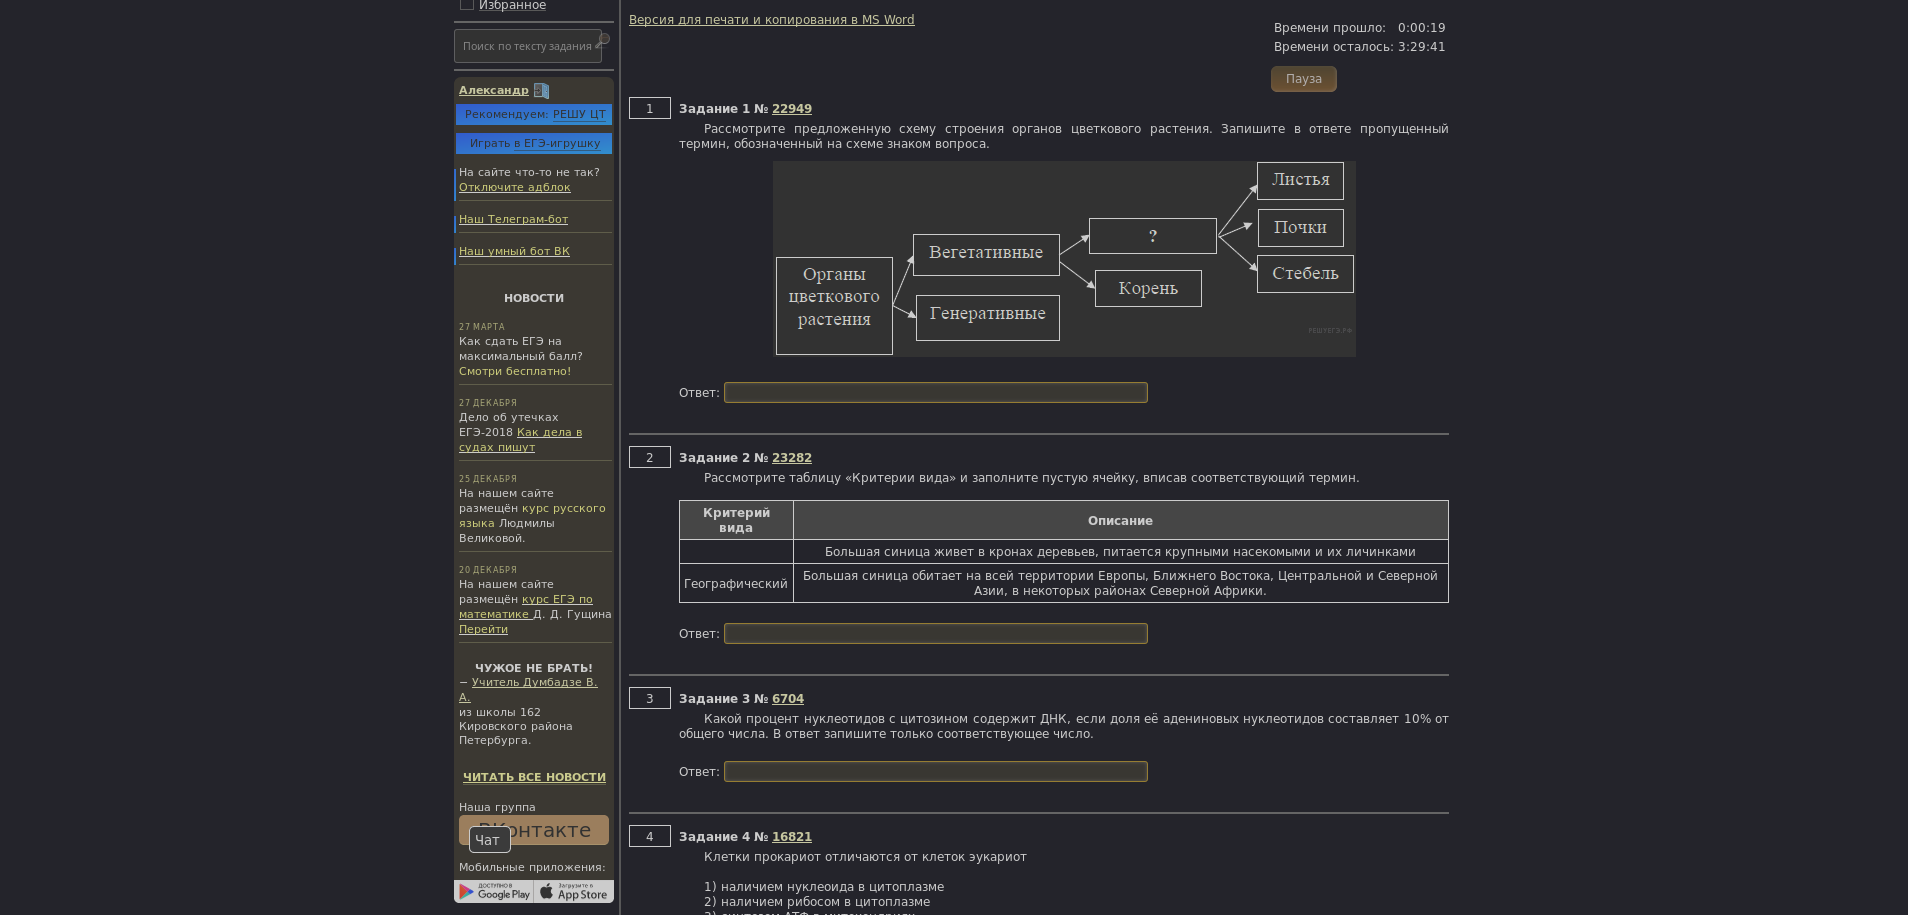 Избранное
Поиск по тексту задания
Александр
Рекомендуем: РЕШУ ЦТ
Играть в ЕГЭ-игрушку
На сайте что-то не так?
Отключите адблок
Наш Телеграм-бот
Наш умный бот ВК
НОВОСТИ
27 МАРТА
Как сдать ЕГЭ на
максимальный балл?
Смотри бесплатно!
27 ДЕКАБРЯ
Дело об утечках
ЕГЭ-2018 Как дела в
судах пишут
25 ДЕКАБРЯ
На нашем сайте
размещён курс русского
языка Людмилы
Великовой.
20 ДЕКАБРЯ
На нашем сайте
размещён курс ЕГЭ по
математике Д. Д. Гущина
Перейти
ЧУЖОЕ НЕ БРАТЬ!
− Учитель Думбадзе В.
А.
из школы 162
Кировского района
Петербурга.
ЧИТАТЬ ВСЕ НОВОСТИ
Наша группа
ВКонтакте
Чат
Мобильные приложения:
ДОСТУПНО В
Google Play
Загрузите в
App Store
Версия для печати и копирования в MS Word
Времени прошло: 0:00:19
Времени осталось: 3:29:41
Пауза
1 Задание 1 № 22949
Рассмотрите предложенную схему строения органов цветкового растения. Запишите в ответе пропущенный
термин, обозначенный на схеме знаком вопроса.
Органы
цветкового
растения
Вегетативные
Генеративные
?
Корень
Листья
Почки
Стебель
РЕШУЕГЭ.РФ
Ответ:
2 Задание 2 № 23282
Рассмотрите таблицу «Критерии вида» и заполните пустую ячейку, вписав соответствующий термин.
Критерий
вида
Описание
Большая синица живет в кронах деревьев, питается крупными насекомыми и их личинками
Географический
Большая синица обитает на всей территории Европы, Ближнего Востока, Центральной и Северной
Азии, в некоторых районах Северной Африки.
Ответ:
3 Задание 3 № 6704
Какой процент нуклеотидов с цитозином содержит ДНК, если доля её адениновых нуклеотидов составляет 10% от
общего числа. В ответ запишите только соответствующее число.
Ответ:
4 Задание 4 № 16821
Клетки прокариот отличаются от клеток эукариот
1) наличием нуклеоида в цитоплазме
2) наличием рибосом в цитоплазме